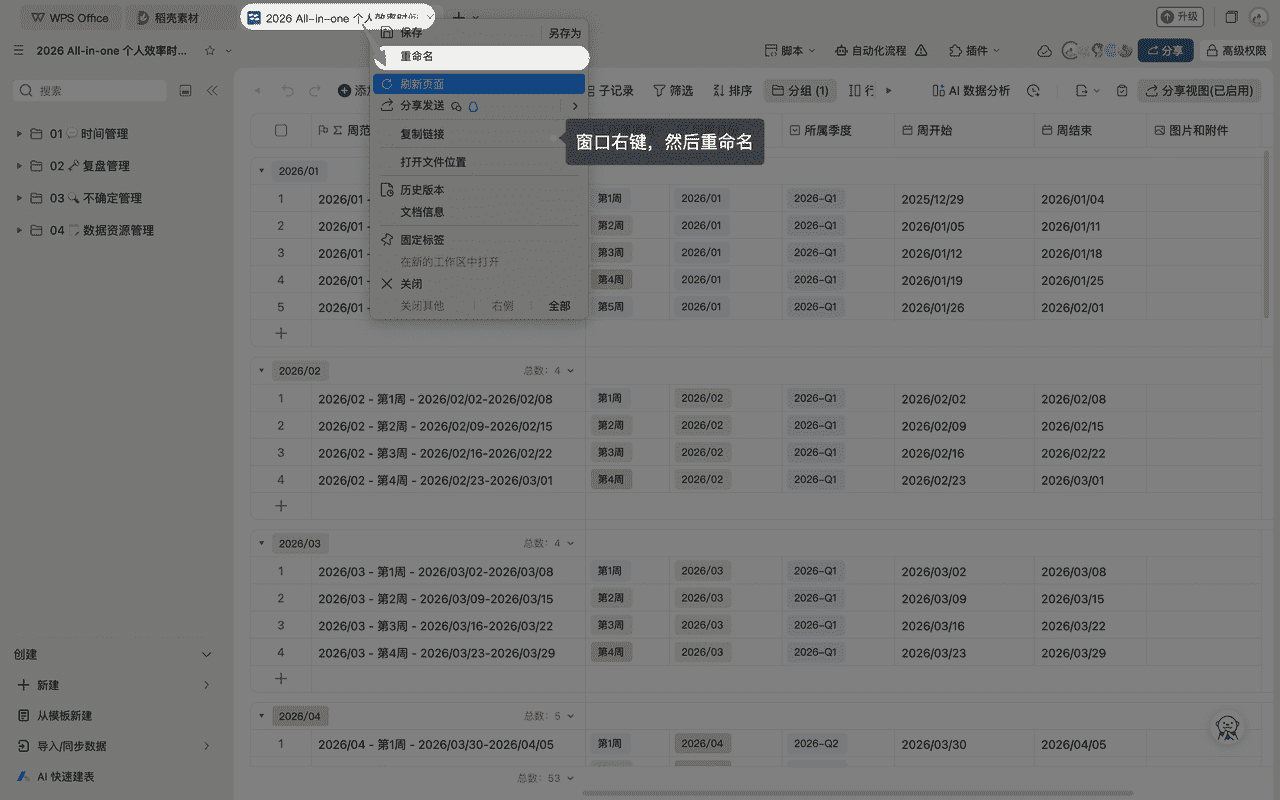 WPS Office
稻壳素材
2026 All-in-one 个人效率时间
升级
2026 All-in-one 个人效率时...
脚本
自动化流程
插件
分享
高级权限
保存
另存为
重命名
刷新页面
分享发送
复制链接
打开文件位置
历史版本
文档信息
固定标签
在新的工作区中打开
关闭
关闭其他
右侧
全部
窗口右键，然后重命名
搜索
01 时间管理
02 复盘管理
03 不确定管理
04 数据资源管理
创建
新建
从模板新建
导入/同步数据
AI 快速建表
子记录
筛选
排序
分组 (1)
行
AI 数据分析
分享视图(已启用)
所属季度
周开始
周结束
图片和附件
2026/01
1 2026/01 - 第1周 2026/01 2026-Q1 2025/12/29 2026/01/04
2 2026/01 - 第2周 2026/01 2026-Q1 2026/01/05 2026/01/11
3 2026/01 - 第3周 2026/01 2026-Q1 2026/01/12 2026/01/18
4 2026/01 - 第4周 2026/01 2026-Q1 2026/01/19 2026/01/25
5 2026/01 - 第5周 2026/01 2026-Q1 2026/01/26 2026/02/01
2026/02 总数：4
1 2026/02 - 第1周 - 2026/02/02-2026/02/08 第1周 2026/02 2026-Q1 2026/02/02 2026/02/08
2 2026/02 - 第2周 - 2026/02/09-2026/02/15 第2周 2026/02 2026-Q1 2026/02/09 2026/02/15
3 2026/02 - 第3周 - 2026/02/16-2026/02/22 第3周 2026/02 2026-Q1 2026/02/16 2026/02/22
4 2026/02 - 第4周 - 2026/02/23-2026/03/01 第4周 2026/02 2026-Q1 2026/02/23 2026/03/01
2026/03 总数：4
1 2026/03 - 第1周 - 2026/03/02-2026/03/08 第1周 2026/03 2026-Q1 2026/03/02 2026/03/08
2 2026/03 - 第2周 - 2026/03/09-2026/03/15 第2周 2026/03 2026-Q1 2026/03/09 2026/03/15
3 2026/03 - 第3周 - 2026/03/16-2026/03/22 第3周 2026/03 2026-Q1 2026/03/16 2026/03/22
4 2026/03 - 第4周 - 2026/03/23-2026/03/29 第4周 2026/03 2026-Q1 2026/03/23 2026/03/29
2026/04 总数：5
1 2026/04 - 第1周 - 2026/03/30-2026/04/05 第1周 2026/04 2026-Q2 2026/03/30 2026/04/05
总数：53